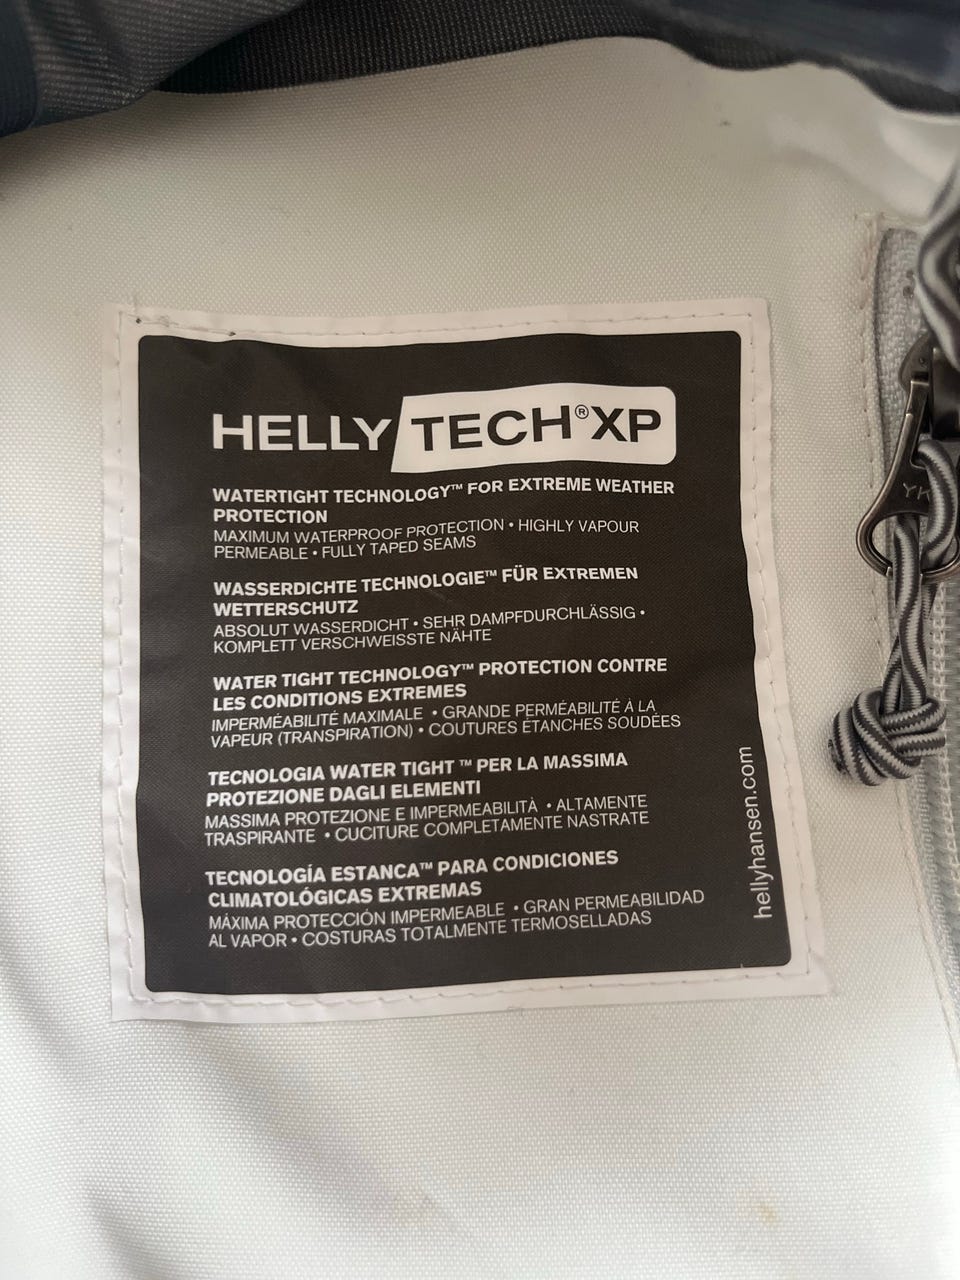 HELLY TECH® XP
WATERTIGHT TECHNOLOGY™ FOR EXTREME WEATHER
PROTECTION
MAXIMUM WATERPROOF PROTECTION • HIGHLY VAPOUR
PERMEABLE • FULLY TAPED SEAMS
WASSERDICHTE TECHNOLOGIE™ FÜR EXTREMEN
WETTERSCHUTZ
ABSOLUT WASSERDICHT • SEHR DAMPFDURCHLÄSSIG •
KOMPLETT VERSCHWEISSTE NÄHTE
WATER TIGHT TECHNOLOGY™ PROTECTION CONTRE
LES CONDITIONS EXTREMES
IMPERMÉABILITÉ MAXIMALE • GRANDE PERMÉABILITÉ À LA
VAPEUR (TRANSPIRATION) • COUTURES ÉTANCHES SOUDÉES
TECNOLOGIA WATER TIGHT ™ PER LA MASSIMA
PROTEZIONE DAGLI ELEMENTI
MASSIMA PROTEZIONE E IMPERMEABILITÀ • ALTAMENTE
TRASPIRANTE • CUCITURE COMPLETAMENTE NASTRATE
TECNOLOGÍA ESTANCA™ PARA CONDICIONES
CLIMATOLÓGICAS EXTREMAS
MÁXIMA PROTECCIÓN IMPERMEABLE • GRAN PERMEABILIDAD
AL VAPOR • COSTURAS TOTALMENTE TERMOSELLADAS
hellyhansen.com